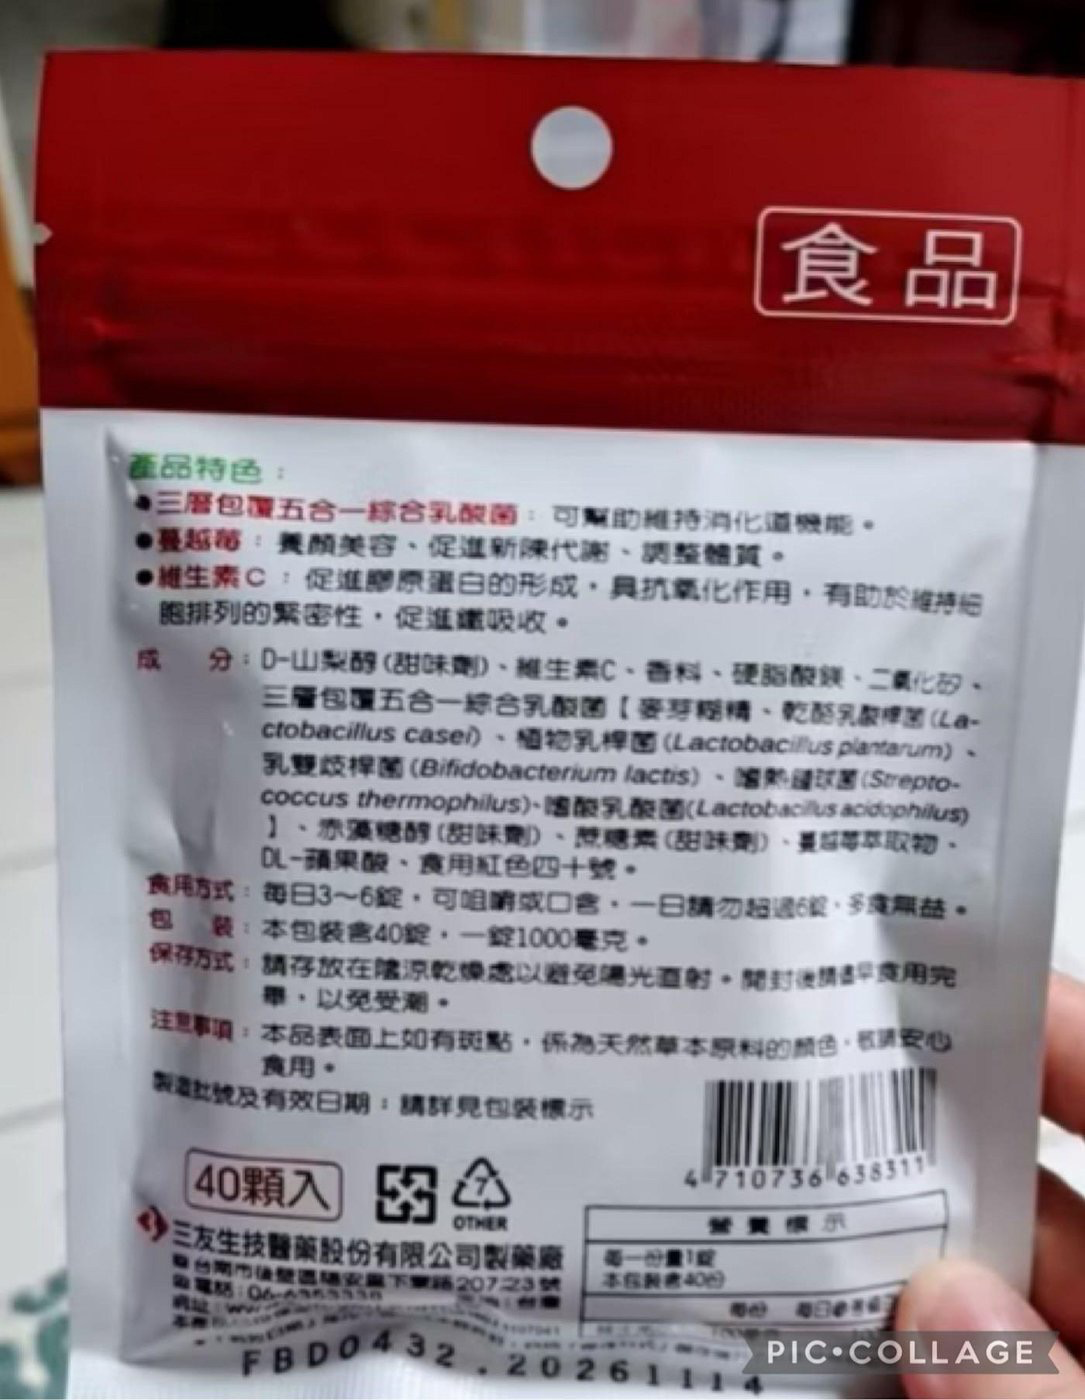 食品
產品特色：
●三層包覆五合一綜合乳酸菌：可幫助維持消化道機能。
●蔓越莓：養顏美容、促進新陳代謝、調整體質。
●維生素C：促進膠原蛋白的形成，具抗氧化作用，有助於維持細
胞排列的緊密性，促進鐵吸收。
成　分：D-山梨醇(甜味劑)、維生素C、香料、硬脂酸鎂、二氧化矽、
三層包覆五合一綜合乳酸菌【麥芽糊精、乾酪乳酸桿菌(La-
ctobacillus casei)、植物乳桿菌(Lactobacillus plantarum)、
乳雙歧桿菌(Bifidobacterium lactis)、嗜熱鏈球菌(Strepto-
coccus thermophilus)、嗜酸乳酸菌(Lactobacillus acidophilus)
】、赤藻糖醇(甜味劑)、蔗糖素(甜味劑)、蔓越莓萃取物、
DL-蘋果酸、食用紅色四十號。
食用方式：每日3～6錠，可咀嚼或口含，一日請勿超過6錠，多食無益。
包　裝：本包裝含40錠，一錠1000毫克。
保存方式：請存放在陰涼乾燥處以避免陽光直射。開封後請儘早食用完
畢，以免受潮。
注意事項：本品表面上如有斑點，係為天然草本原料的顏色，敬請安心
食用。
製造批號及有效日期：請詳見包裝標示
4 710736 638311
40顆入
7
OTHER
三友生技醫藥股份有限公司製藥廠
207之23號
電話：06-
營養標示
每一份量1錠
本包裝含40份
每份
FBD0432.20261114
PIC•COLLAGE